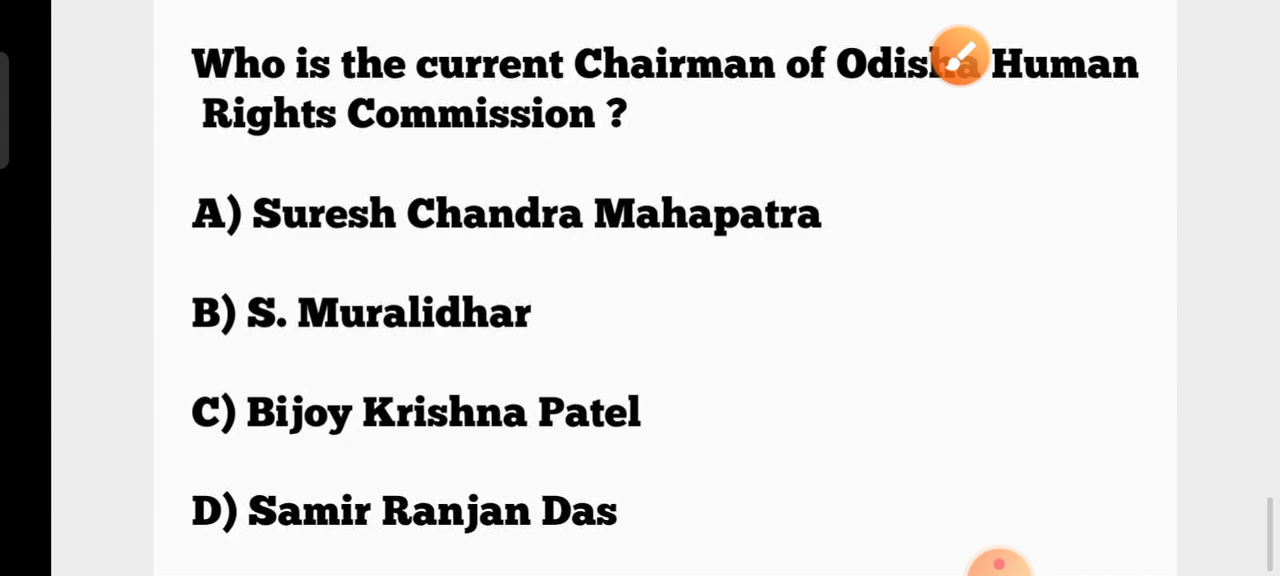 Who is the current Chairman of Odisha Human
Rights Commission ?
A) Suresh Chandra Mahapatra
B) S. Muralidhar
C) Bijoy Krishna Patel
D) Samir Ranjan Das